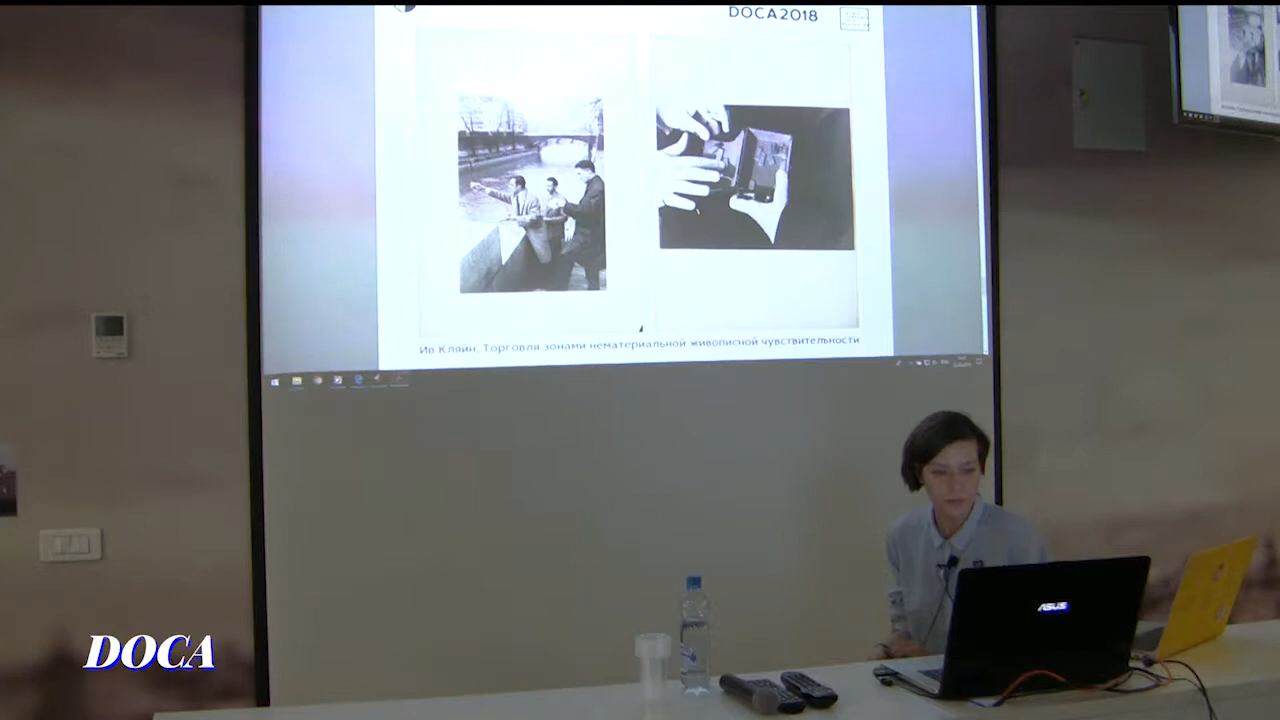 DOCA2018
Ив Кляйн, Торговля зонами нематериальной живописной чувствительности
ASUS
DOCA